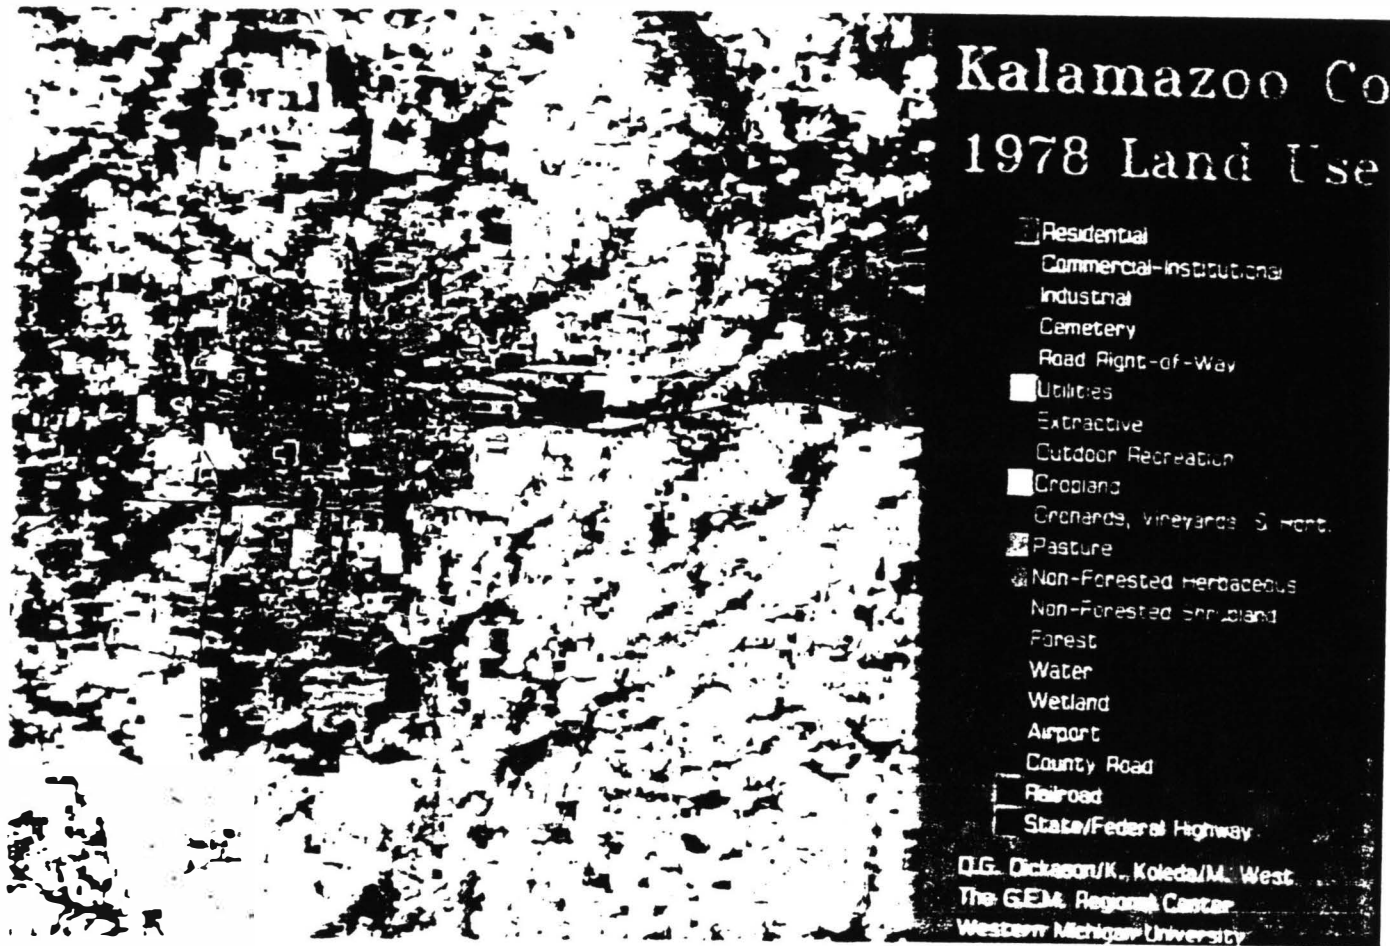 Kalamazoo Co
1978 Land Use
Residential
Commercial-Institutional
Industrial
Cemetery
Road Right-of-Way
Utilities
Extractive
Outdoor Recreation
Cropland
Orchards, Vineyards & Hort.
Pasture
Non-Forested Herbaceous
Non-Forested Shrubland
Forest
Water
Wetland
Airport
County Road
Railroad
State/Federal Highway
D.G. Dickason/K. Koleda/M. West
The G.E.M. Regional Center
Western Michigan University